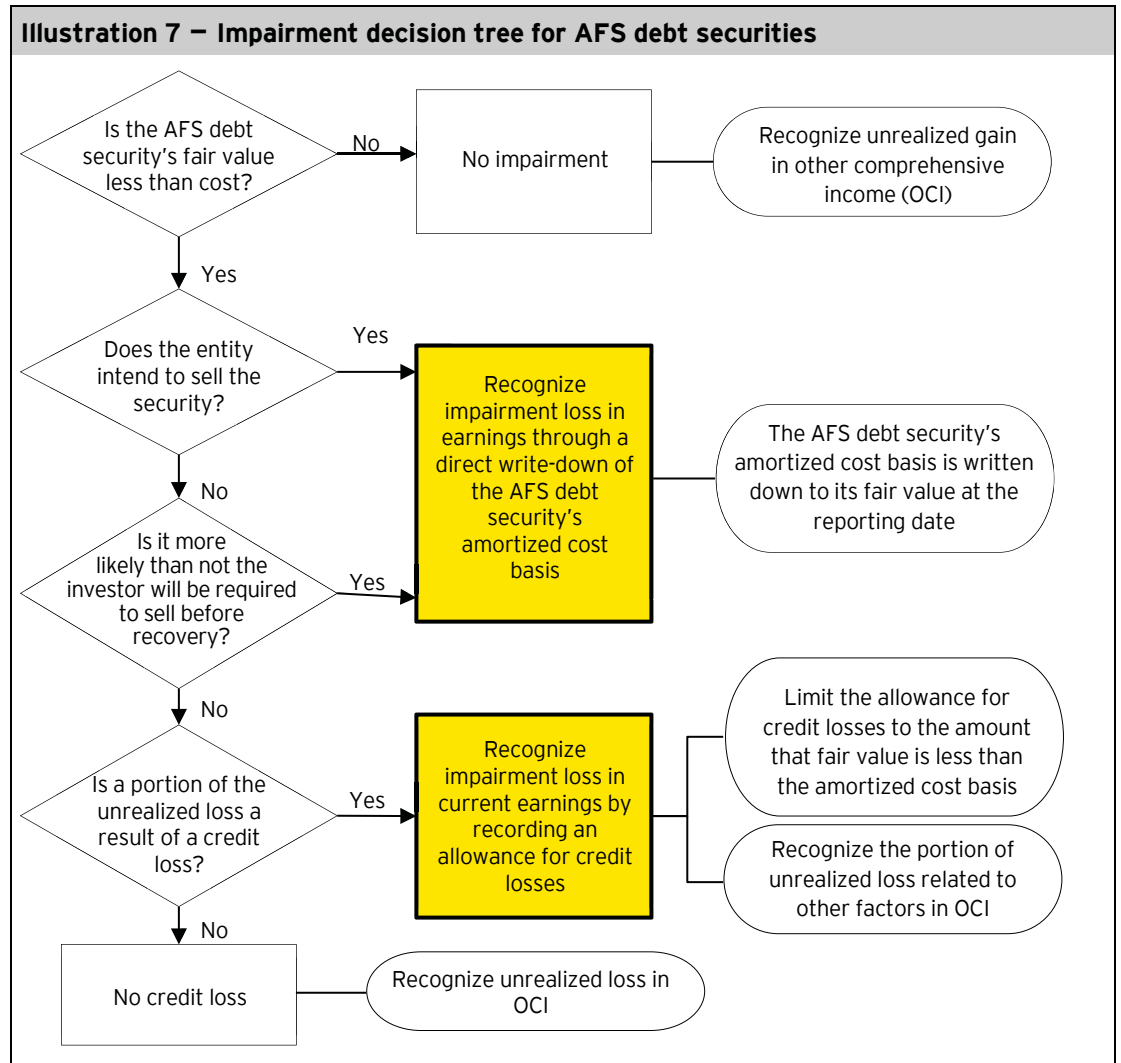 Illustration 7 — Impairment decision tree for AFS debt securities
Is the AFS debt
security's fair value
less than cost?
No
No impairment
Recognize unrealized gain
in other comprehensive
income (OCI)
Yes
Does the entity
intend to sell the
security?
Yes
Recognize
impairment loss in
earnings through a
direct write-down of
the AFS debt
security's
amortized cost
basis
The AFS debt security's
amortized cost basis is written
down to its fair value at the
reporting date
No
Is it more
likely than not the
investor will be required
to sell before
recovery?
Yes
No
Is a portion of the
unrealized loss a
result of a credit
loss?
Yes
Recognize
impairment loss in
current earnings by
recording an
allowance for credit
losses
Limit the allowance for
credit losses to the amount
that fair value is less than
the amortized cost basis
Recognize the portion of
unrealized loss related to
other factors in OCI
No
No credit loss
Recognize unrealized loss in
OCI